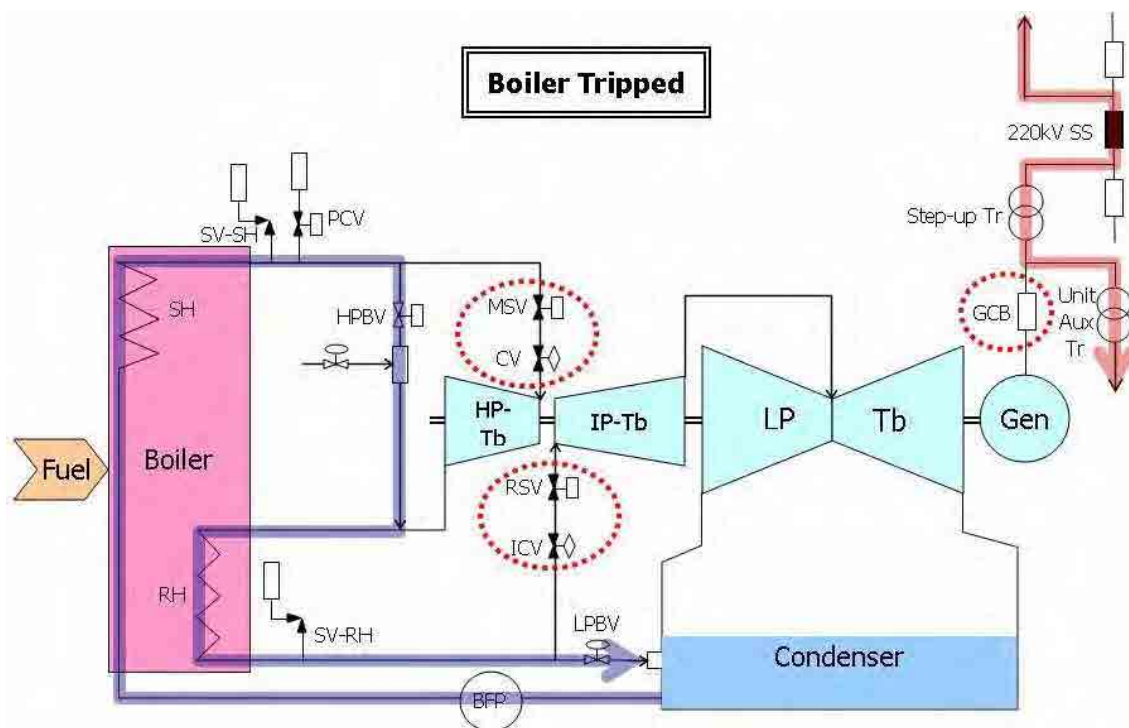 Boiler Tripped
220kV SS
Step-up Tr
PCV
SV-SH
SH
HPBV
MSV
CV
GCB
Unit
Aux
Tr
HP-
Tb
IP-Tb
LP
Tb
Gen
Fuel
Boiler
RSV
ICV
RH
SV-RH
LPBV
Condenser
BFP